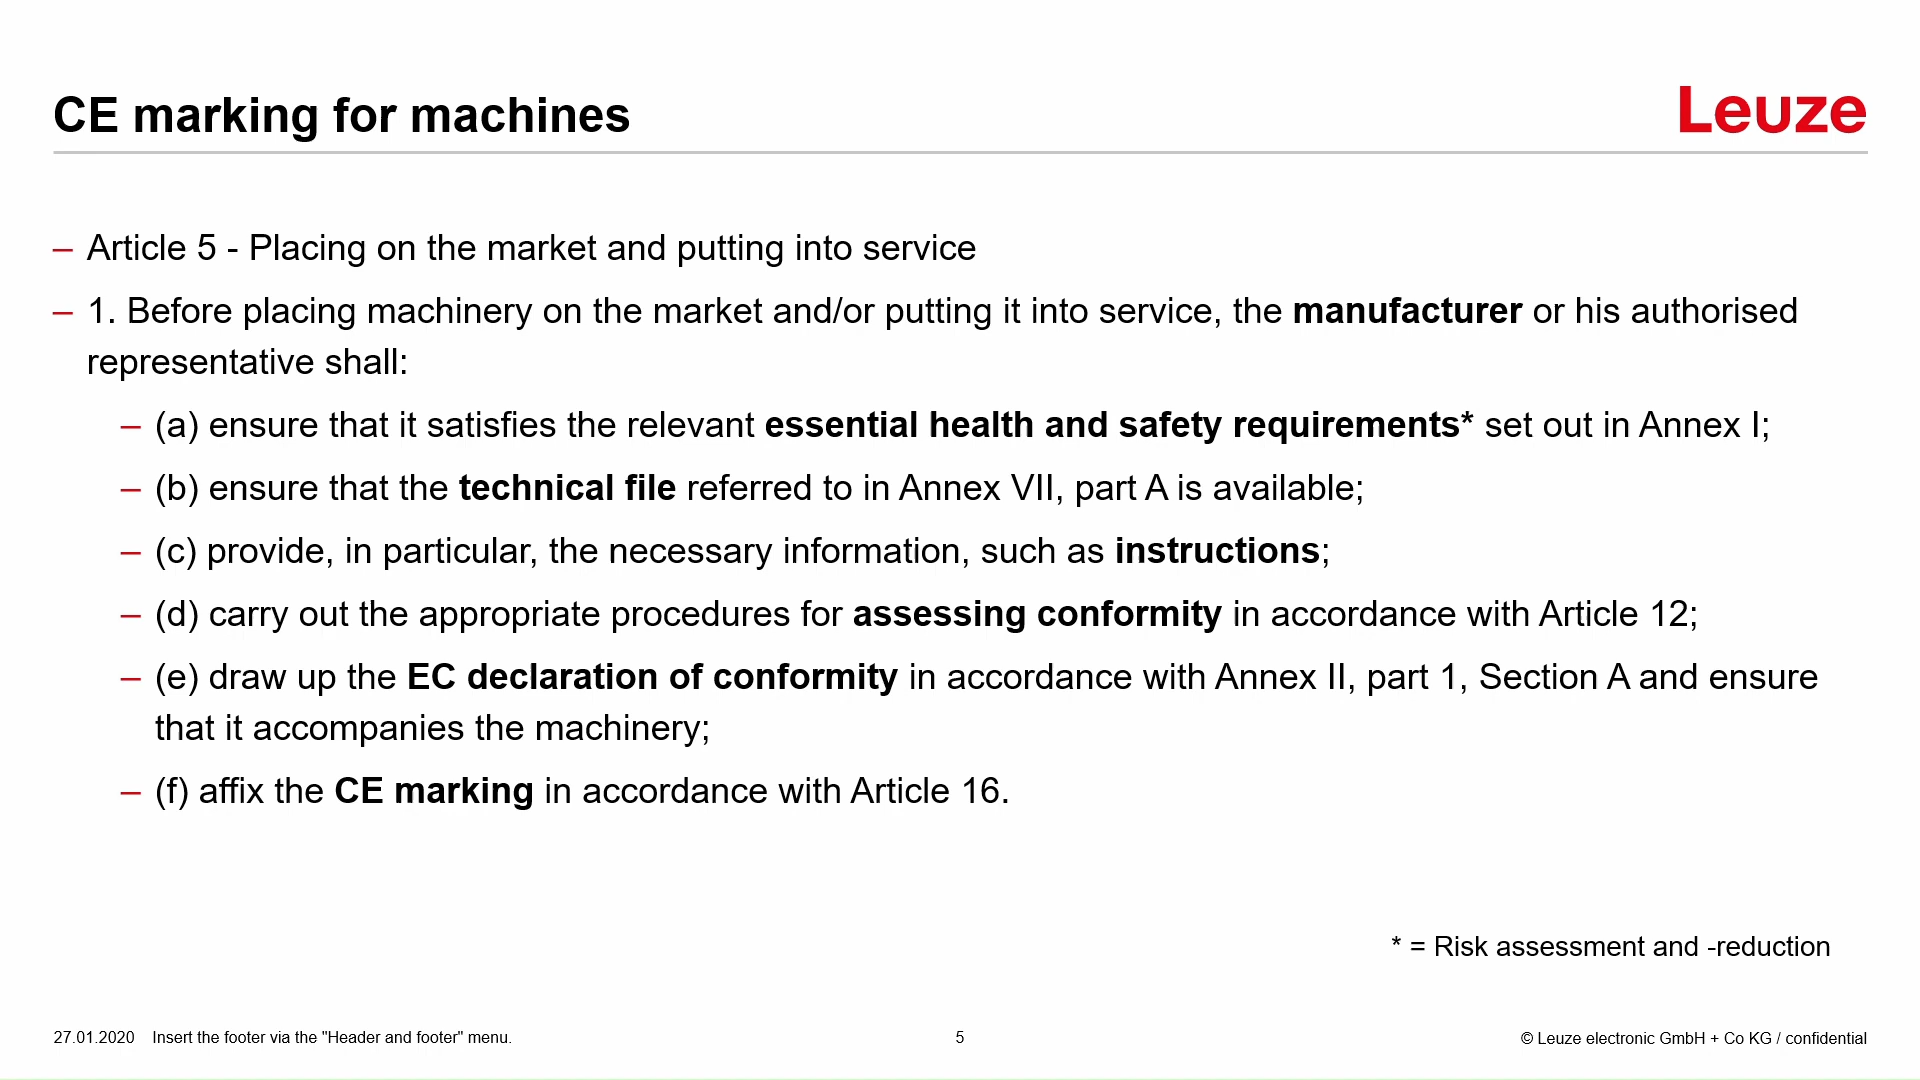 CE marking for machines
Leuze
– Article 5 - Placing on the market and putting into service
– 1. Before placing machinery on the market and/or putting it into service, the manufacturer or his authorised
representative shall:
– (a) ensure that it satisfies the relevant essential health and safety requirements* set out in Annex I;
– (b) ensure that the technical file referred to in Annex VII, part A is available;
– (c) provide, in particular, the necessary information, such as instructions;
– (d) carry out the appropriate procedures for assessing conformity in accordance with Article 12;
– (e) draw up the EC declaration of conformity in accordance with Annex II, part 1, Section A and ensure
that it accompanies the machinery;
– (f) affix the CE marking in accordance with Article 16.
* = Risk assessment and -reduction
27.01.2020 Insert the footer via the "Header and footer" menu. 5 © Leuze electronic GmbH + Co KG / confidential